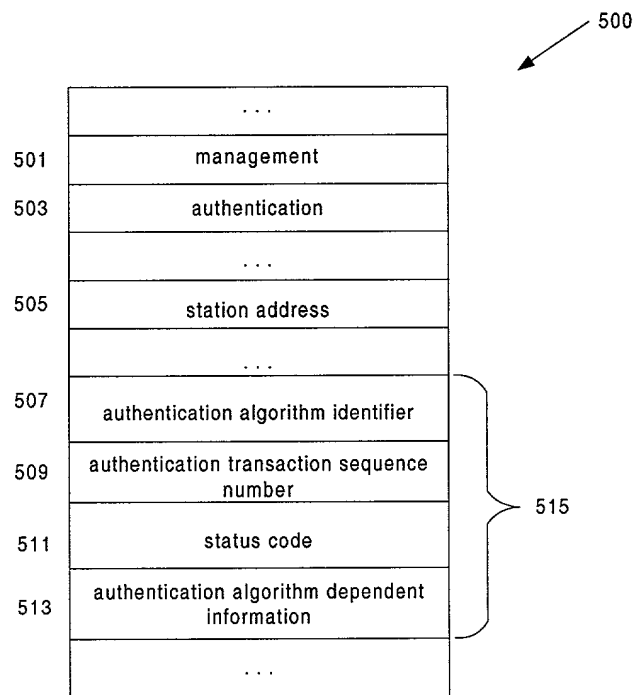 500
. . .
501 management
503 authentication
. . .
505 station address
. . .
507 authentication algorithm identifier
509 authentication transaction sequence
number
515
511 status code
513 authentication algorithm dependent
information
. . .